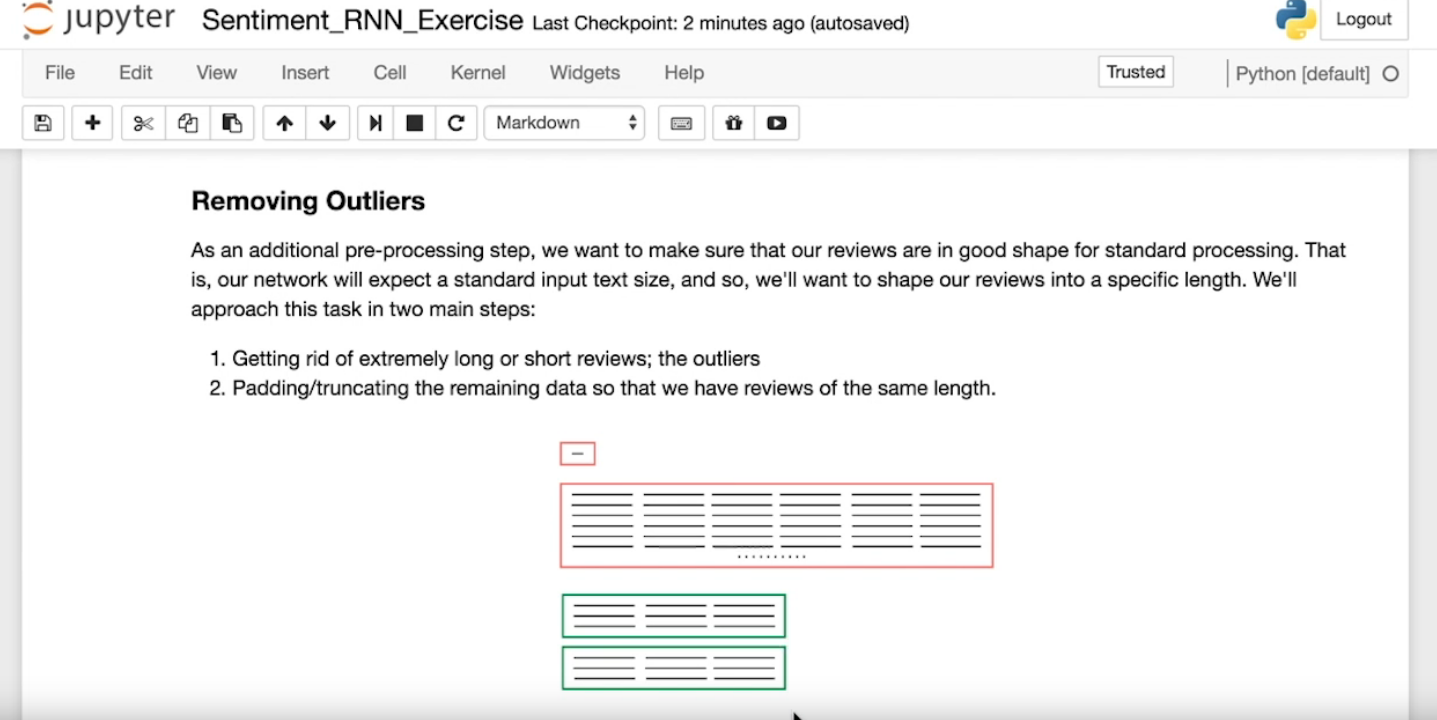 jupyter Sentiment_RNN_Exercise Last Checkpoint: 2 minutes ago (autosaved) Logout
File Edit View Insert Cell Kernel Widgets Help Trusted Python [default]
Markdown
Removing Outliers
As an additional pre-processing step, we want to make sure that our reviews are in good shape for standard processing. That
is, our network will expect a standard input text size, and so, we'll want to shape our reviews into a specific length. We'll
approach this task in two main steps:
1. Getting rid of extremely long or short reviews; the outliers
2. Padding/truncating the remaining data so that we have reviews of the same length.